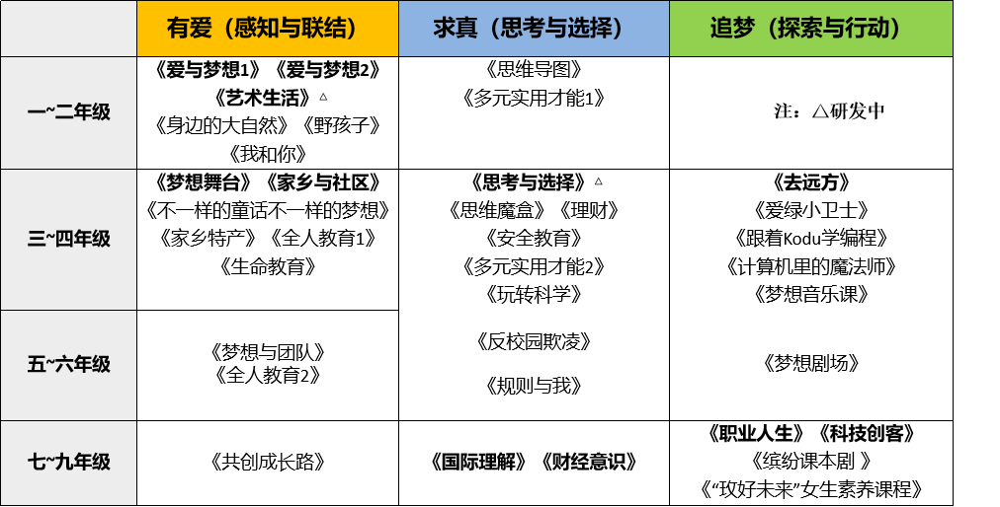 有爱（感知与联结）
求真（思考与选择）
追梦（探索与行动）
一~二年级
《爱与梦想1》《爱与梦想2》
《艺术生活》△
《身边的大自然》《野孩子》
《我和你》
《思维导图》
《多元实用才能1》
注：△研发中
三~四年级
《梦想舞台》《家乡与社区》
《不一样的童话不一样的梦想》
《家乡特产》《全人教育1》
《生命教育》
《思考与选择》△
《思维魔盒》《理财》
《安全教育》
《多元实用才能2》
《玩转科学》
《去远方》
《爱绿小卫士》
《跟着Kodu学编程》
《计算机里的魔法师》
《梦想音乐课》
五~六年级
《梦想与团队》
《全人教育2》
《反校园欺凌》
《规则与我》
《梦想剧场》
七~九年级
《共创成长路》
《国际理解》《财经意识》
《职业人生》《科技创客》
《缤纷课本剧 》
《“玫好未来”女生素养课程》